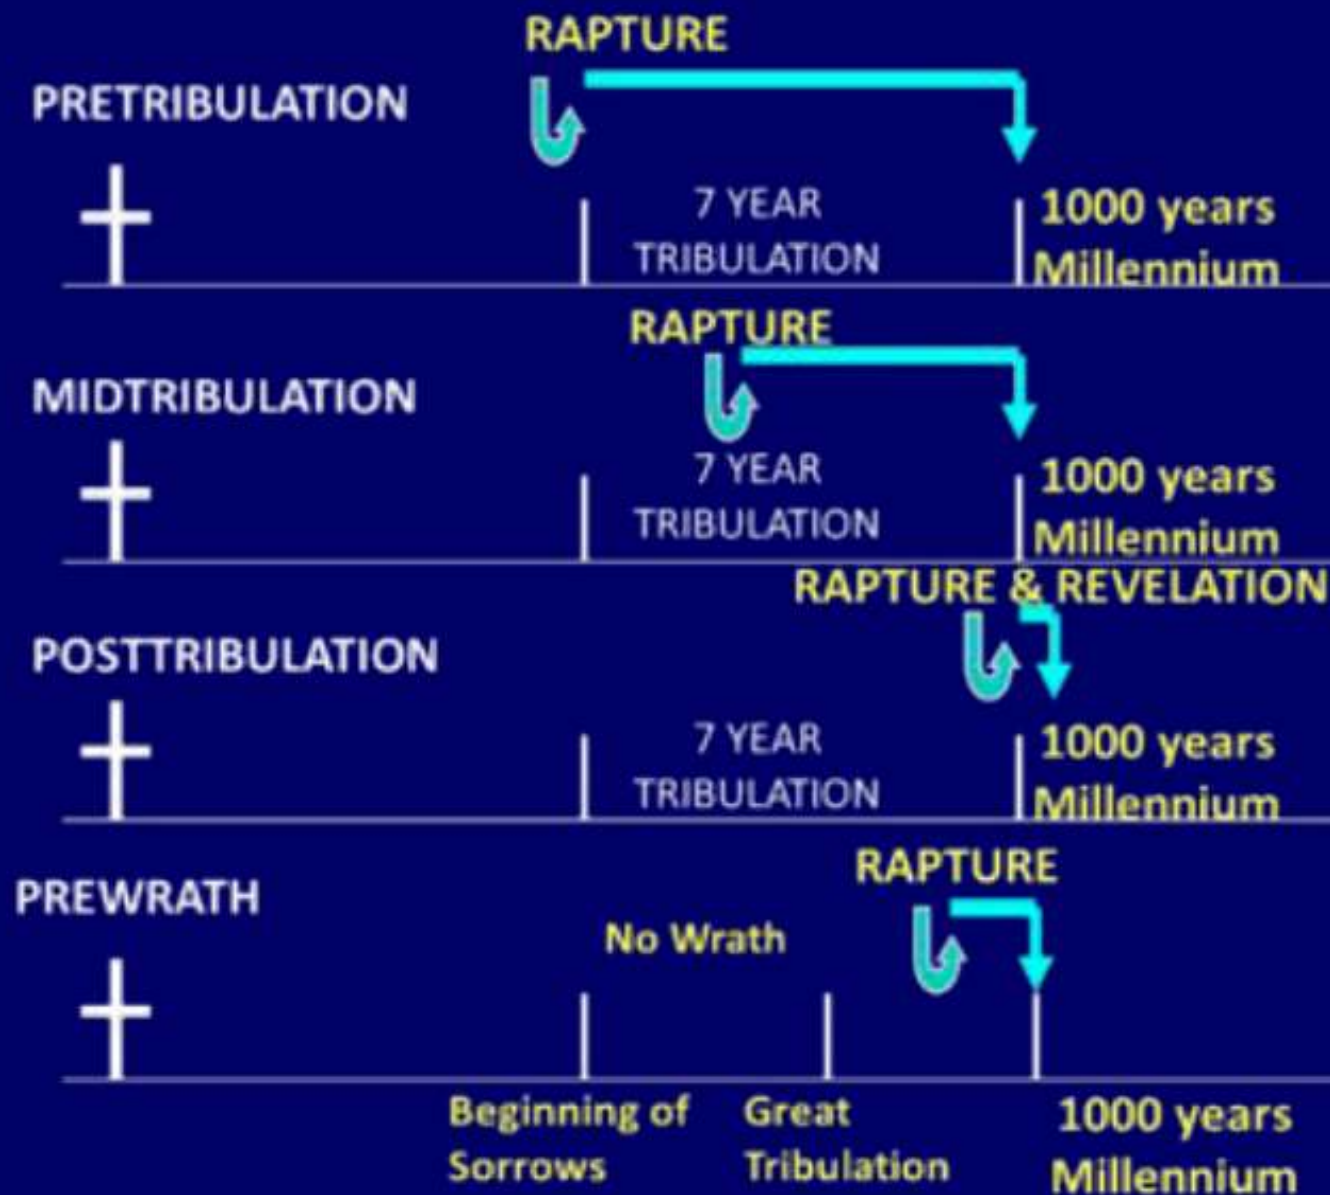 RAPTURE
PRETRIBULATION
7 YEAR
TRIBULATION
1000 years
Millennium
RAPTURE
MIDTRIBULATION
7 YEAR
TRIBULATION
1000 years
Millennium
RAPTURE & REVELATION
POSTTRIBULATION
7 YEAR
TRIBULATION
1000 years
Millennium
RAPTURE
PREWRATH
No Wrath
Beginning of
Sorrows
Great
Tribulation
1000 years
Millennium